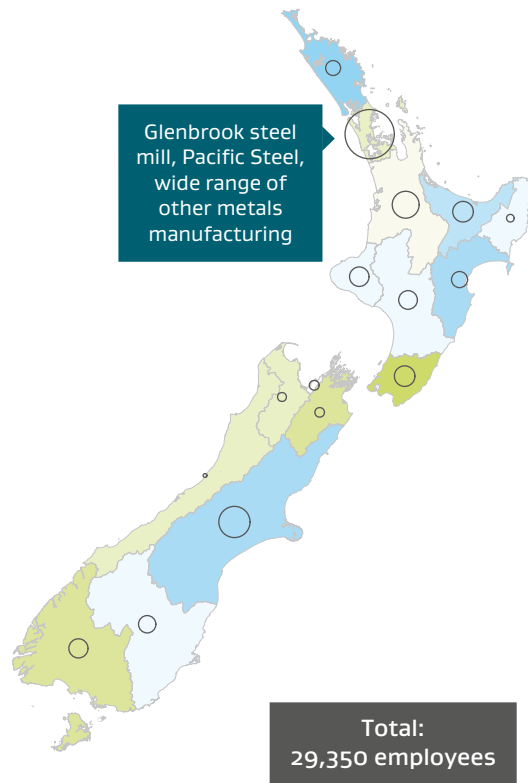 Glenbrook steel
mill, Pacific Steel,
wide range of
other metals
manufacturing
Total:
29,350 employees